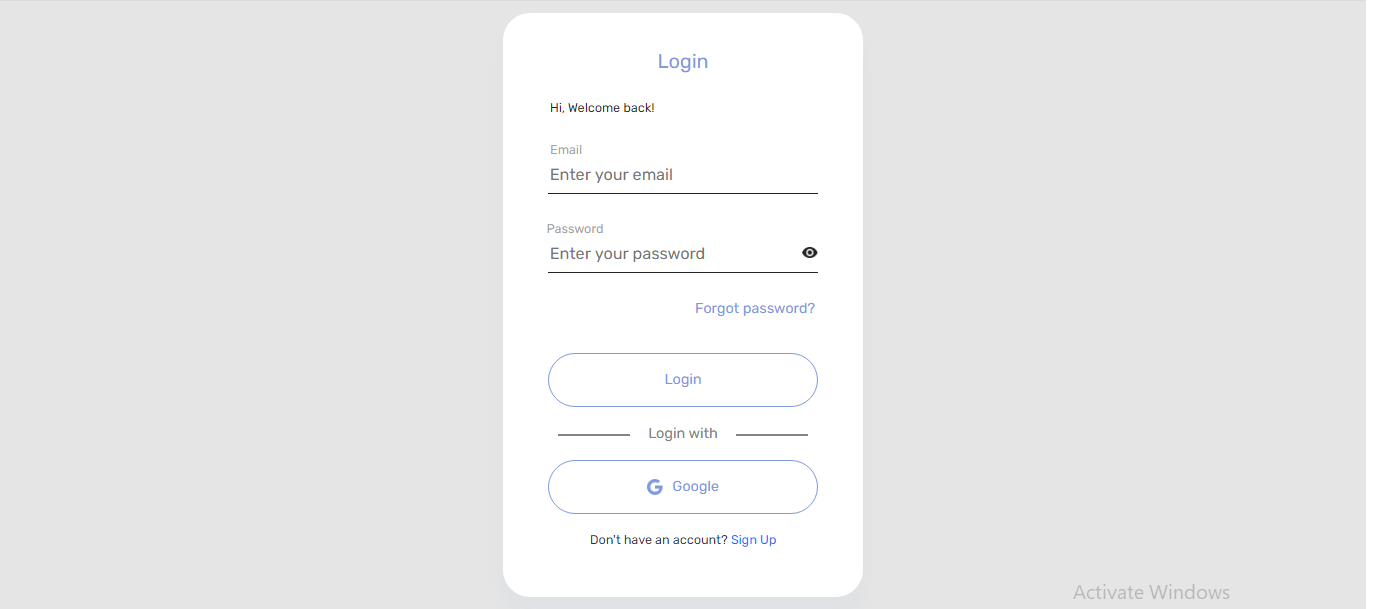 Login
Hi, Welcome back!
Email
Enter your email
Password
Enter your password
Forgot password?
Login
Login with
Google
Don't have an account? Sign Up
Activate Windows